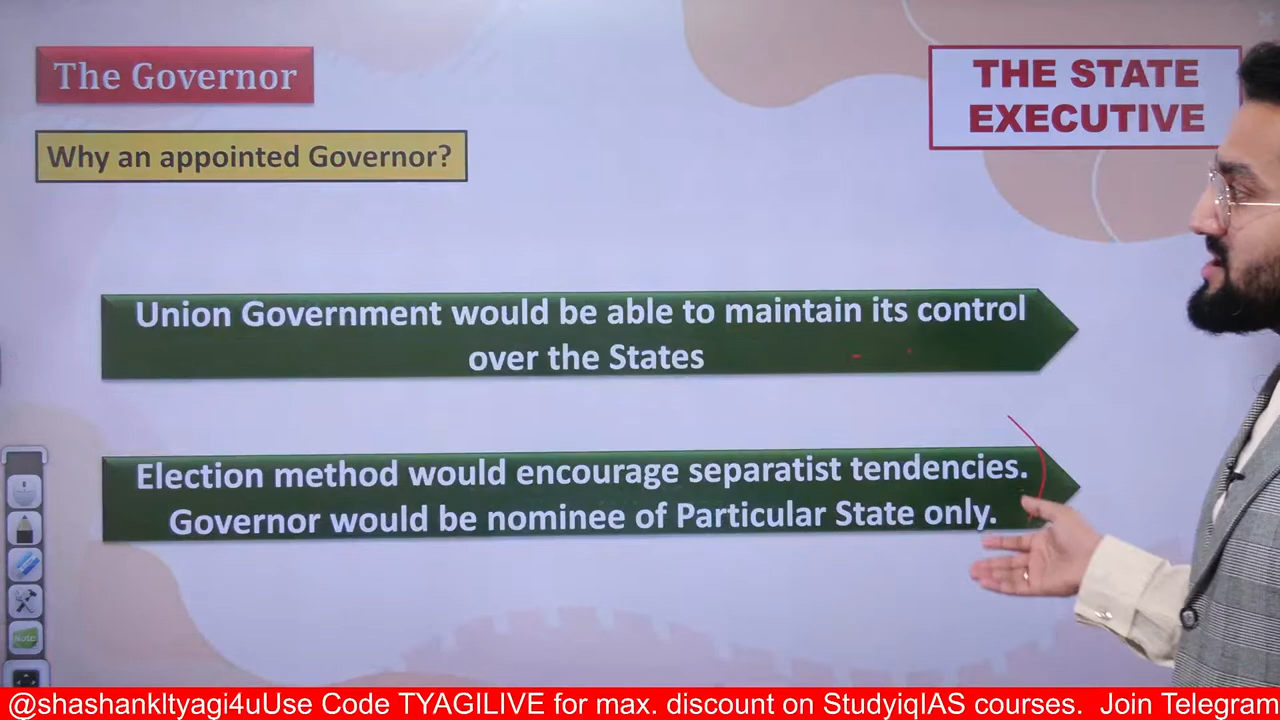 The Governor
THE STATE
EXECUTIVE
Why an appointed Governor?
Union Government would be able to maintain its control
over the States
Election method would encourage separatist tendencies.
Governor would be nominee of Particular State only.
Note
@shashankltyagi4uUse Code TYAGILIVE for max. discount on StudyiqIAS courses. Join Telegram